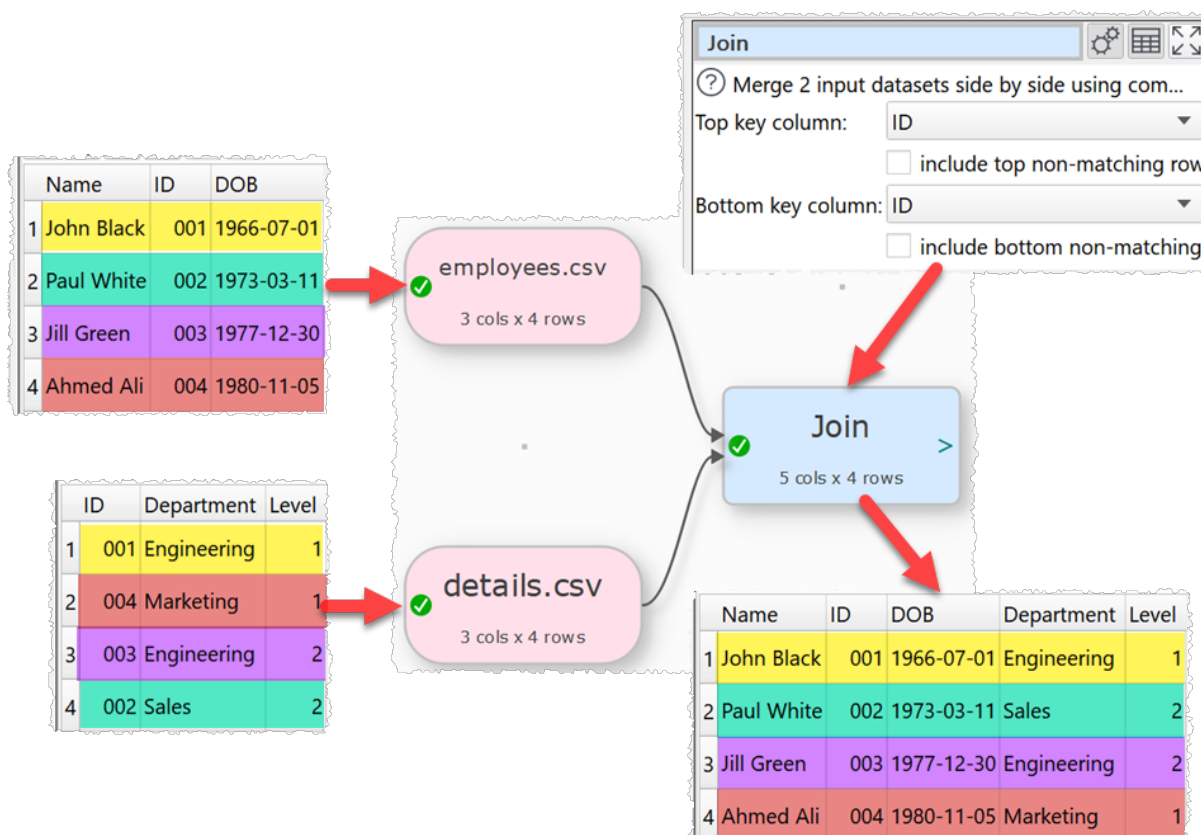 Join
? Merge 2 input datasets side by side using com...
Top key column: ID
include top non-matching row
Bottom key column: ID
include bottom non-matching
Name ID DOB
1 John Black 001 1966-07-01
2 Paul White 002 1973-03-11
3 Jill Green 003 1977-12-30
4 Ahmed Ali 004 1980-11-05
employees.csv
3 cols x 4 rows
Join
>
5 cols x 4 rows
ID Department Level
1 001 Engineering 1
2 004 Marketing 1
3 003 Engineering 2
4 002 Sales 2
details.csv
3 cols x 4 rows
Name ID DOB Department Level
1 John Black 001 1966-07-01 Engineering 1
2 Paul White 002 1973-03-11 Sales 2
3 Jill Green 003 1977-12-30 Engineering 2
4 Ahmed Ali 004 1980-11-05 Marketing 1